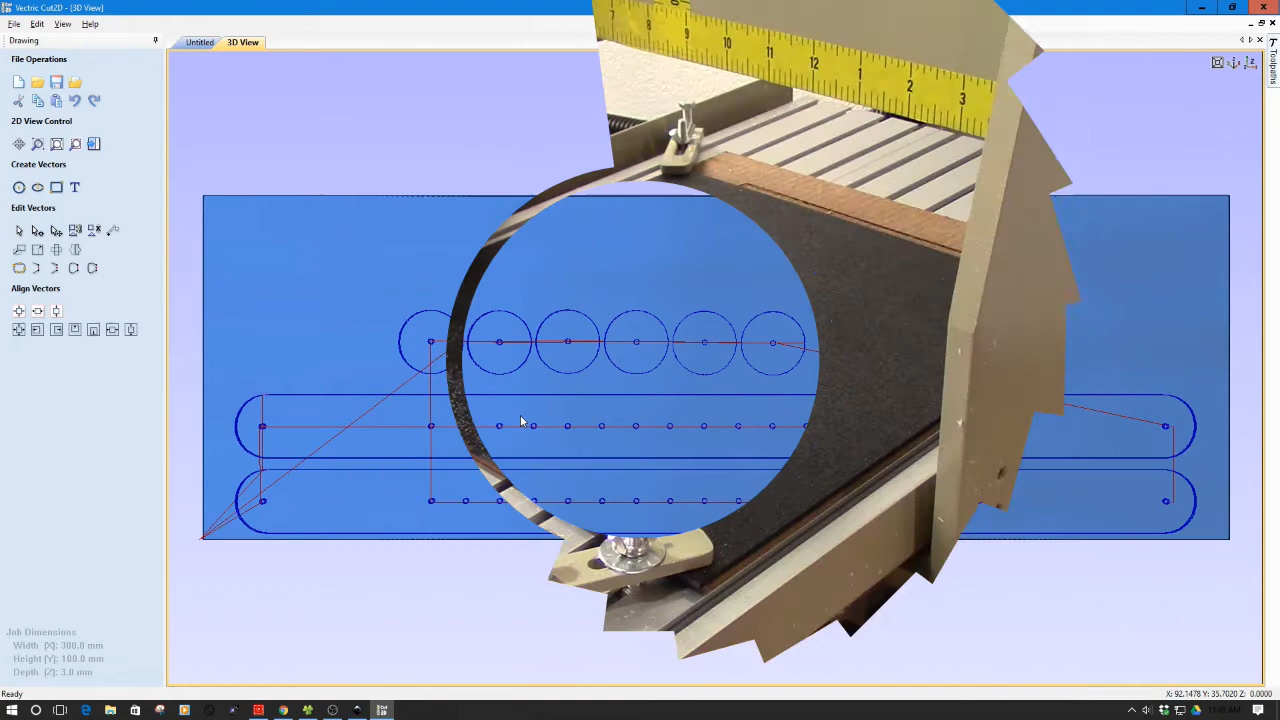 Vectric Cut2D - [3D View]
File Edit View Help
Drawing
Untitled 3D View
File Operations
2D View Control
Create Vectors
T
Edit Vectors
Align Vectors
Job Dimensions
Width [X]: 300.0 mm
Height [Y]: 100.0 mm
Depth [Z]: 3.0 mm
7 8 9 10 11 12 1 2 3
Toolpaths
Ready
X: 92.1478 Y: 35.7020 Z: 0.0000